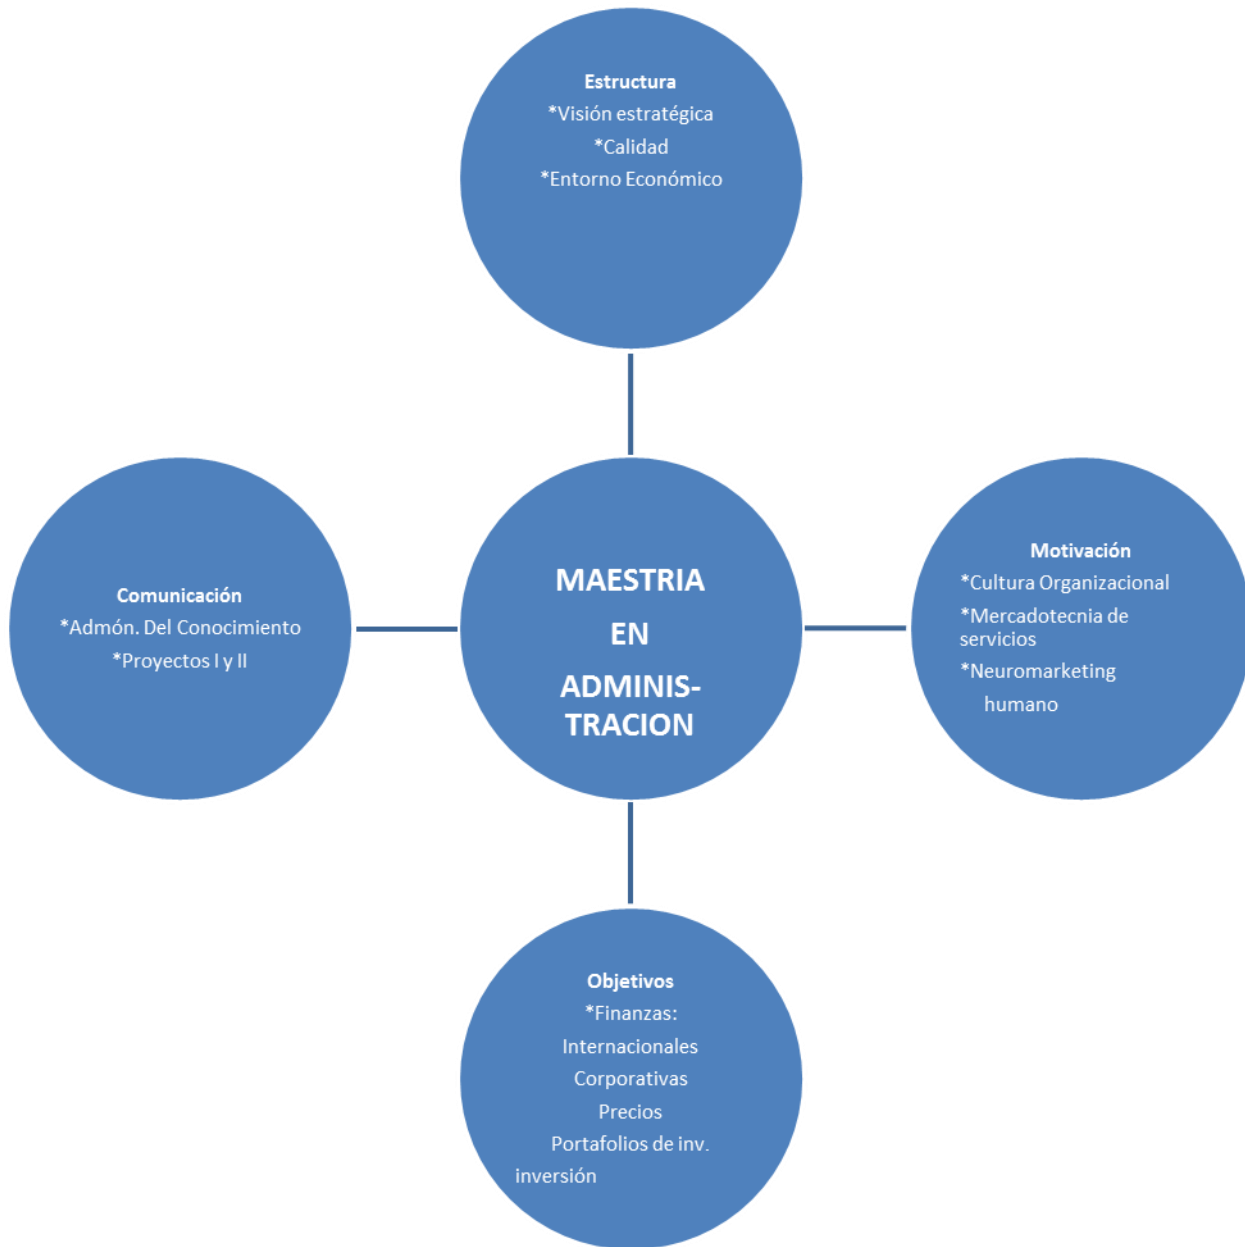 Estructura
*Visión estratégica
*Calidad
*Entorno Económico
Comunicación
*Admón. Del Conocimiento
*Proyectos I y II
MAESTRIA
EN
ADMINIS-
TRACION
Motivación
*Cultura Organizacional
*Mercadotecnia de
servicios
*Neuromarketing
humano
Objetivos
*Finanzas:
Internacionales
Corporativas
Precios
Portafolios de inv.
inversión